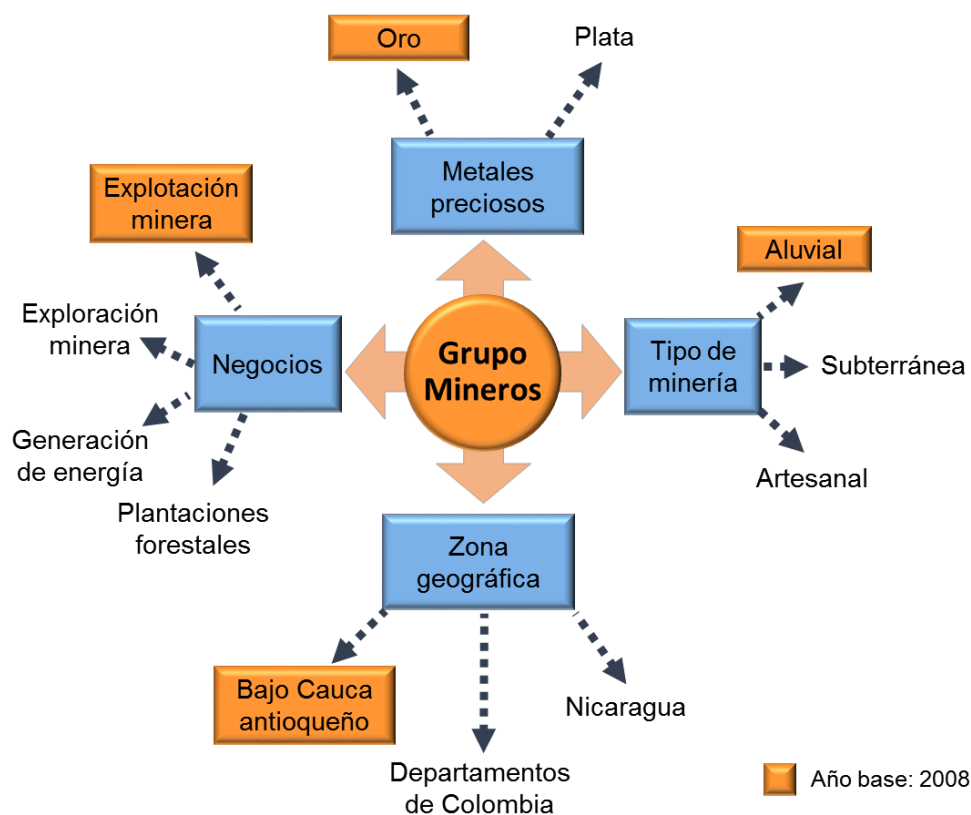 Oro
Plata
Metales
preciosos
Explotación
minera
Aluvial
Exploración
minera
Negocios
Grupo
Mineros
Tipo de
minería
Subterránea
Generación
de energía
Artesanal
Plantaciones
forestales
Zona
geográfica
Bajo Cauca
antioqueño
Nicaragua
Departamentos
de Colombia
Año base: 2008